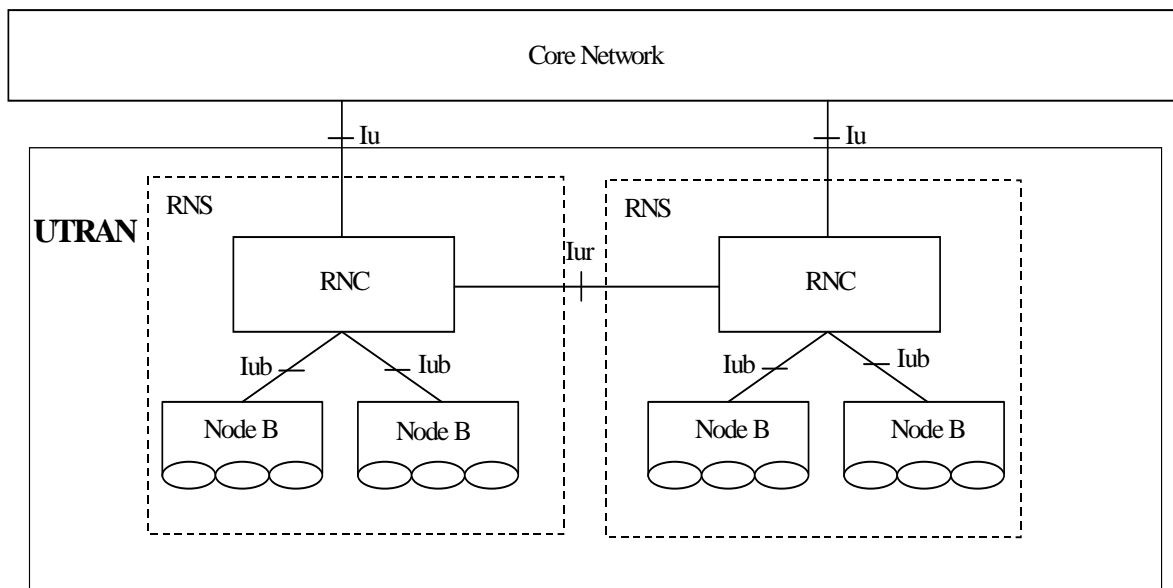 Core Network
Iu
Iu
RNS
RNS
UTRAN
Iur
RNC
RNC
Iub
Iub
Iub
Iub
Node B
Node B
Node B
Node B